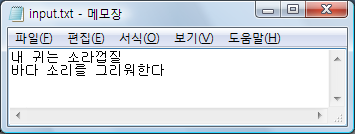 input.txt - 메모장
파일(F) 편집(E) 서식(O) 보기(V) 도움말(H)
내 귀는 소라껍질
바다 소리를 그리워한다